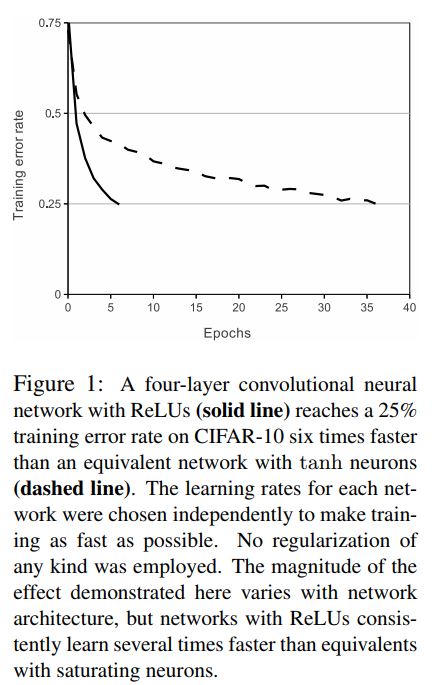 0.75
0.5
0.25
0
Training error rate
0 5 10 15 20 25 30 35 40
Epochs
Figure 1: A four-layer convolutional neural
network with ReLUs (solid line) reaches a 25%
training error rate on CIFAR-10 six times faster
than an equivalent network with tanh neurons
(dashed line). The learning rates for each net-
work were chosen independently to make train-
ing as fast as possible. No regularization of
any kind was employed. The magnitude of the
effect demonstrated here varies with network
architecture, but networks with ReLUs consis-
tently learn several times faster than equivalents
with saturating neurons.